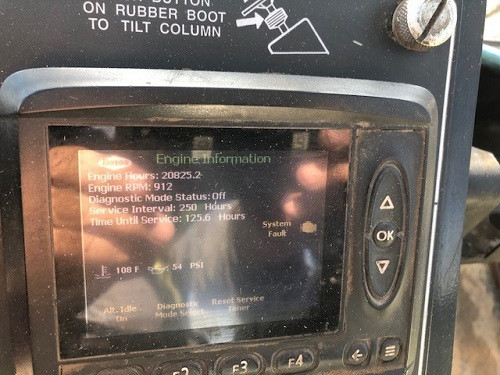 BUTTON
ON RUBBER BOOT
TO TILT COLUMN
Engine Information
Engine Hours: 20825.2
Engine RPM: 912
Diagnostic Mode Status: Off
Service Interval: 250 Hours
Time Until Service: 125.6 Hours
System
Fault
108 F 54 PSI
Alt. Idle Diagnostic Reset Service
On Mode Select Timer
OK
F2 F3 F4